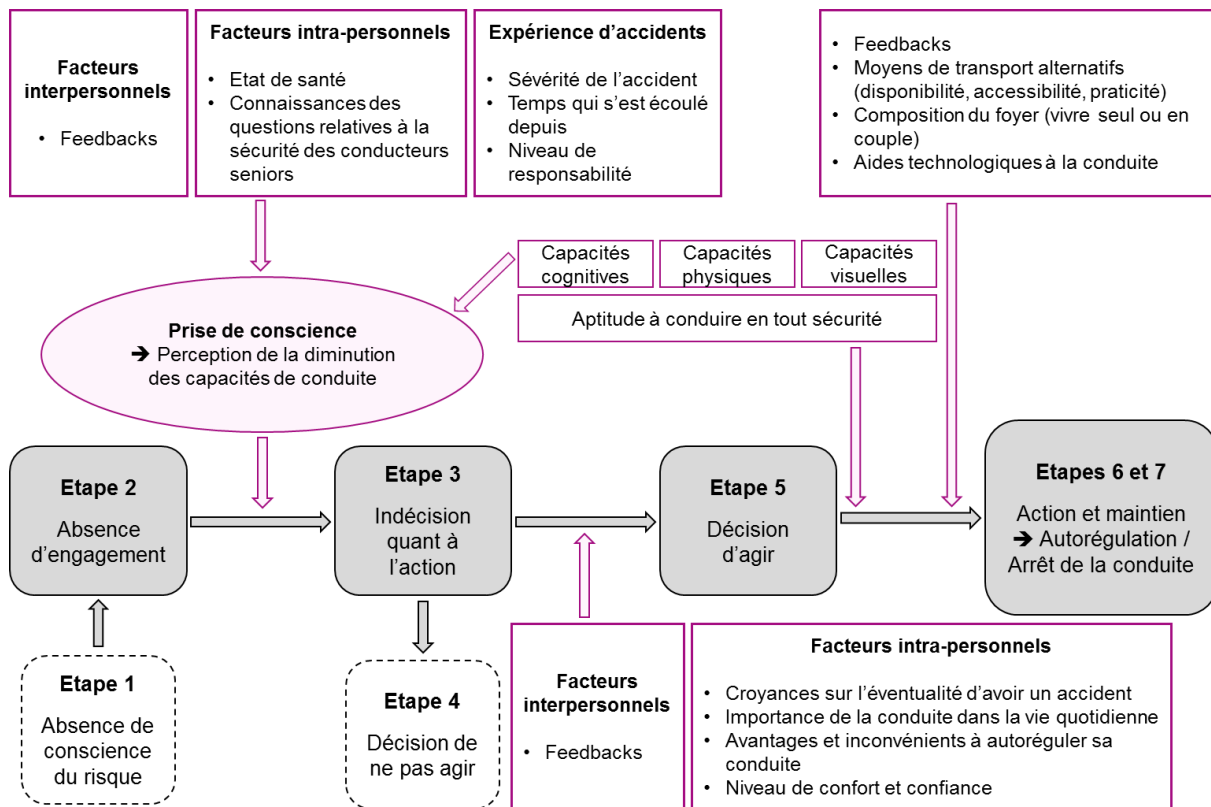 Facteurs
interpersonnels
• Feedbacks
Facteurs intra-personnels
• Etat de santé
• Connaissances des
questions relatives à la
sécurité des conducteurs
seniors
Expérience d'accidents
• Sévérité de l'accident
• Temps qui s'est écoulé
depuis
• Niveau de
responsabilité
• Feedbacks
• Moyens de transport alternatifs
(disponibilité, accessibilité, praticité)
• Composition du foyer (vivre seul ou en
couple)
• Aides technologiques à la conduite
Capacités
cognitives
Capacités
physiques
Capacités
visuelles
Aptitude à conduire en tout sécurité
Prise de conscience
➔ Perception de la diminution
des capacités de conduite
Etape 2
Absence
d'engagement
Etape 3
Indécision
quant à
l'action
Etape 5
Décision
d'agir
Etapes 6 et 7
Action et maintien
➔ Autorégulation /
Arrêt de la conduite
Etape 1
Absence de
conscience
du risque
Etape 4
Décision de
ne pas agir
Facteurs
interpersonnels
• Feedbacks
Facteurs intra-personnels
• Croyances sur l'éventualité d'avoir un accident
• Importance de la conduite dans la vie quotidienne
• Avantages et inconvénients à autoréguler sa
conduite
• Niveau de confort et confiance